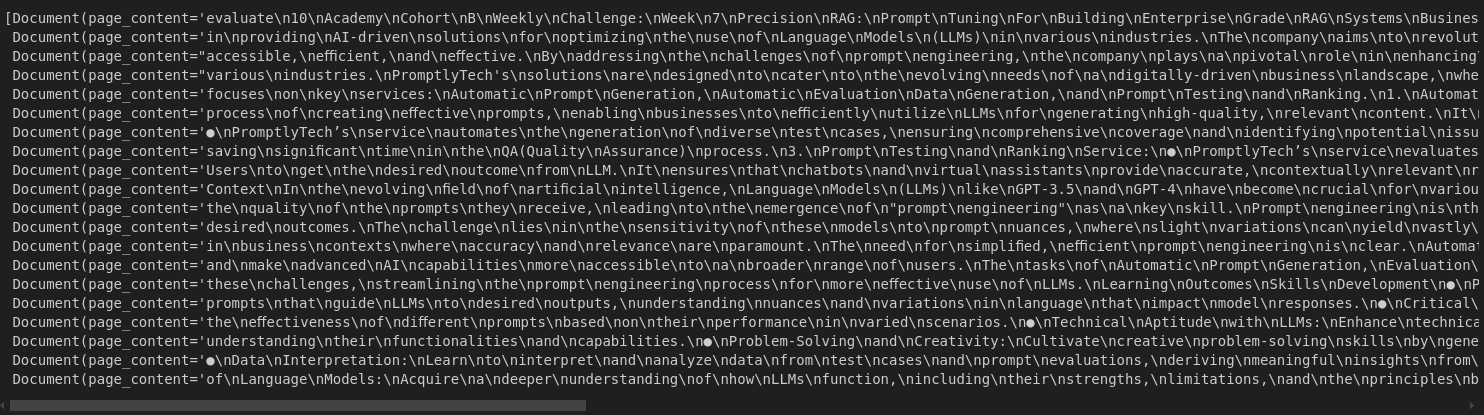 [Document(page_content='evaluate\n10\nAcademy\nCohort\nB\nWeekly\nChallenge:\nWeek\n7\nPrecision\nRAG:\nPrompt\nTuning\nFor\nBuilding\nEnterprise\nGrade\nRAG\nSystems\nBusines
Document(page_content='in\nproviding\nAI-driven\nsolutions\nfor\noptimizing\nthe\nuse\nof\nLanguage\nModels\n(LLMs)\nin\nvarious\nindustries.\nThe\ncompany\naims\nto\nrevolut
Document(page_content="accessible,\nefficient,\nand\neffective.\nBy\naddressing\nthe\nchallenges\nof\nprompt\nengineering,\nthe\ncompany\nplays\na\npivotal\nrole\nin\nenhancing
Document(page_content="various\nindustries.\nPromptlyTech's\nsolutions\nare\ndesigned\nto\ncater\nto\nthe\nevolving\nneeds\nof\na\ndigitally-driven\nbusiness\nlandscape,\nwhe
Document(page_content='focuses\non\nkey\nservices:\nAutomatic\nPrompt\nGeneration,\nAutomatic\nEvaluation\nData\nGeneration,\nand\nPrompt\nTesting\nand\nRanking.\n1.\nAutomat
Document(page_content='process\nof\ncreating\neffective\nprompts,\nenabling\nbusinesses\nto\nefficiently\nutilize\nLLMs\nfor\ngenerating\nhigh-quality,\nrelevant\ncontent.\nIt\
Document(page_content='●\nPromptlyTech’s\nservice\nautomates\nthe\ngeneration\nof\ndiverse\ntest\ncases,\nensuring\ncomprehensive\ncoverage\nand\nidentifying\npotential\nissu
Document(page_content='saving\nsignificant\ntime\nin\nthe\nQA(Quality\nAssurance)\nprocess.\n3.\nPrompt\nTesting\nand\nRanking\nService:\n●\nPromptlyTech’s\nservice\nevaluates
Document(page_content='Users\nto\nget\nthe\ndesired\noutcome\nfrom\nLLM.\nIt\nensures\nthat\nchatbots\nand\nvirtual\nassistants\nprovide\naccurate,\ncontextually\nrelevant\nr
Document(page_content='Context\nIn\nthe\nevolving\nfield\nof\nartificial\nintelligence,\nLanguage\nModels\n(LLMs)\nlike\nGPT-3.5\nand\nGPT-4\nhave\nbecome\ncrucial\nfor\nvariou
Document(page_content='the\nquality\nof\nthe\nprompts\nthey\nreceive,\nleading\nto\nthe\nemergence\nof\n"prompt\nengineering"\nas\na\nkey\nskill.\nPrompt\nengineering\nis\nth
Document(page_content='desired\noutcomes.\nThe\nchallenge\nlies\nin\nthe\nsensitivity\nof\nthese\nmodels\nto\nprompt\nnuances,\nwhere\nslight\nvariations\ncan\nyield\nvastly\
Document(page_content='in\nbusiness\ncontexts\nwhere\naccuracy\nand\nrelevance\nare\nparamount.\nThe\nneed\nfor\nsimplified,\nefficient\nprompt\nengineering\nis\nclear.\nAutomat
Document(page_content='and\nmake\nadvanced\nAI\ncapabilities\nmore\naccessible\nto\na\nbroader\nrange\nof\nusers.\nThe\ntasks\nof\nAutomatic\nPrompt\nGeneration,\nEvaluation\
Document(page_content='these\nchallenges,\nstreamlining\nthe\nprompt\nengineering\nprocess\nfor\nmore\neffective\nuse\nof\nLLMs.\nLearning\nOutcomes\nSkills\nDevelopment\n●\nP
Document(page_content='prompts\nthat\nguide\nLLMs\nto\ndesired\noutputs,\nunderstanding\nnuances\nand\nvariations\nin\nlanguage\nthat\nimpact\nmodel\nresponses.\n●\nCritical\
Document(page_content='the\neffectiveness\nof\ndifferent\nprompts\nbased\non\ntheir\nperformance\nin\nvaried\nscenarios.\n●\nTechnical\nAptitude\nwith\nLLMs:\nEnhance\ntechnica
Document(page_content='understanding\ntheir\nfunctionalities\nand\ncapabilities.\n●\nProblem-Solving\nand\nCreativity:\nCultivate\ncreative\nproblem-solving\nskills\nby\ngene
Document(page_content='●\nData\nInterpretation:\nLearn\nto\ninterpret\nand\nanalyze\ndata\nfrom\ntest\ncases\nand\nprompt\nevaluations,\nderiving\nmeaningful\ninsights\nfrom\
Document(page_content='of\nLanguage\nModels:\nAcquire\na\ndeeper\nunderstanding\nof\nhow\nLLMs\nfunction,\nincluding\ntheir\nstrengths,\nlimitations,\nand\nthe\nprinciples\nb